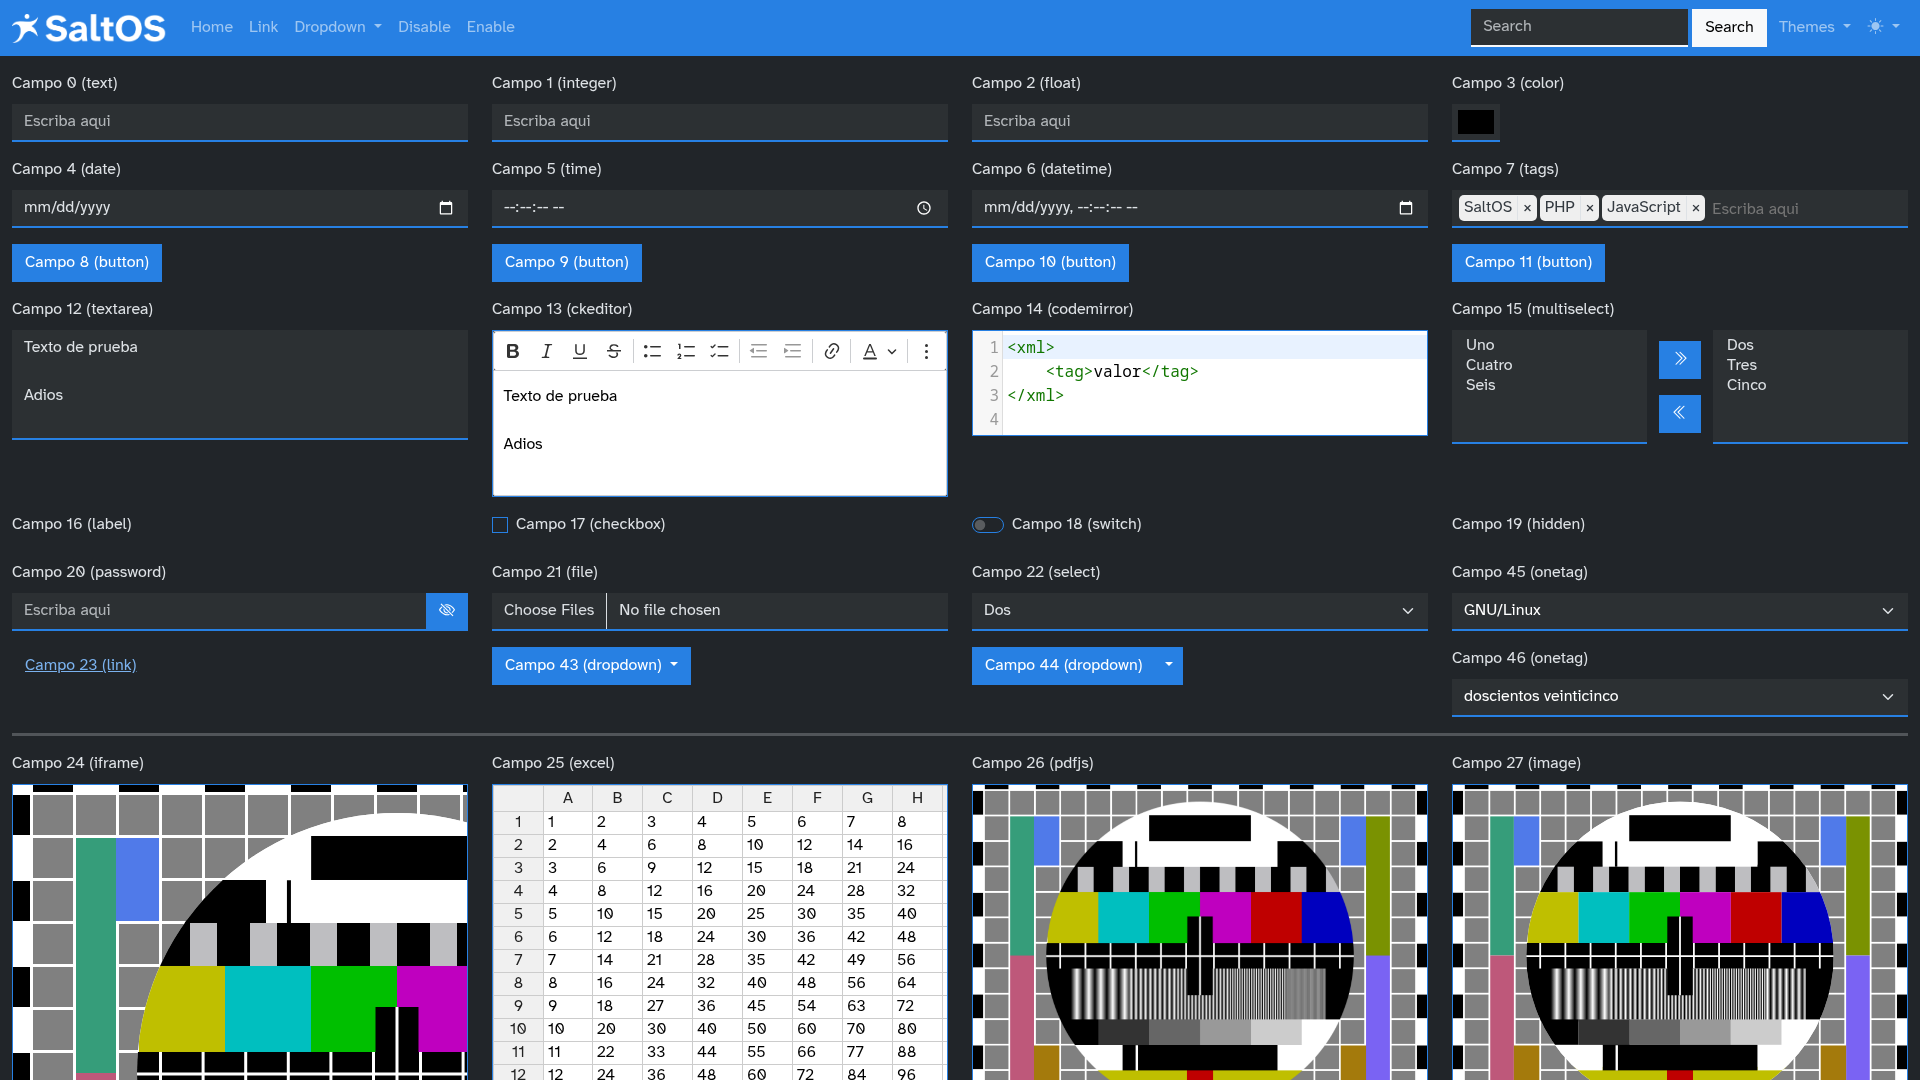 SaltOS Home Link Dropdown Disable Enable Search Search Themes
Campo 0 (text) Campo 1 (integer) Campo 2 (float) Campo 3 (color)
Escriba aqui Escriba aqui Escriba aqui
Campo 4 (date) Campo 5 (time) Campo 6 (datetime) Campo 7 (tags)
mm/dd/yyyy --:--:-- -- mm/dd/yyyy, --:--:-- -- SaltOS × PHP × JavaScript × Escriba aqui
Campo 8 (button) Campo 9 (button) Campo 10 (button) Campo 11 (button)
Campo 12 (textarea) Campo 13 (ckeditor) Campo 14 (codemirror) Campo 15 (multiselect)
Texto de prueba
Adios
B I U S A
Texto de prueba
Adios
1 <xml>
2 <tag>valor</tag>
3 </xml>
4
Uno
Cuatro
Seis
Dos
Tres
Cinco
Campo 16 (label) Campo 17 (checkbox) Campo 18 (switch) Campo 19 (hidden)
Campo 20 (password) Campo 21 (file) Campo 22 (select) Campo 45 (onetag)
Escriba aqui Choose Files No file chosen Dos GNU/Linux
Campo 23 (link) Campo 43 (dropdown) Campo 44 (dropdown) Campo 46 (onetag)
doscientos veinticinco
Campo 24 (iframe) Campo 25 (excel) Campo 26 (pdfjs) Campo 27 (image)
A B C D E F G H
1 1 2 3 4 5 6 7 8
2 2 4 6 8 10 12 14 16
3 3 6 9 12 15 18 21 24
4 4 8 12 16 20 24 28 32
5 5 10 15 20 25 30 35 40
6 6 12 18 24 30 36 42 48
7 7 14 21 28 35 42 49 56
8 8 16 24 32 40 48 56 64
9 9 18 27 36 45 54 63 72
10 10 20 30 40 50 60 70 80
11 11 22 33 44 55 66 77 88
12 12 24 36 48 60 72 84 96